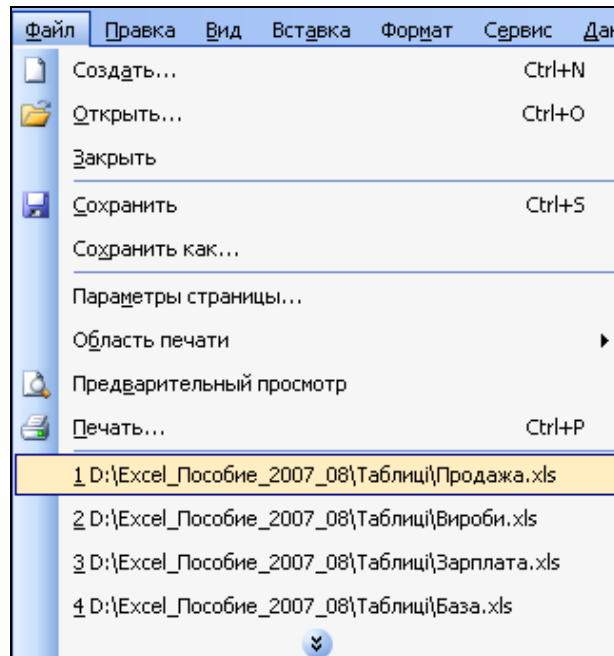 Файл Правка Вид Вставка Формат Сервис Дан
Создать... Ctrl+N
Открыть... Ctrl+O
Закрыть
Сохранить Ctrl+S
Сохранить как...
Параметры страницы...
Область печати
Предварительный просмотр
Печать... Ctrl+P
1 D:\Excel_Пособие_2007_08\Таблиці\Продажа.xls
2 D:\Excel_Пособие_2007_08\Таблиці\Вироби.xls
3 D:\Excel_Пособие_2007_08\Таблиці\Зарплата.xls
4 D:\Excel_Пособие_2007_08\Таблиці\База.xls